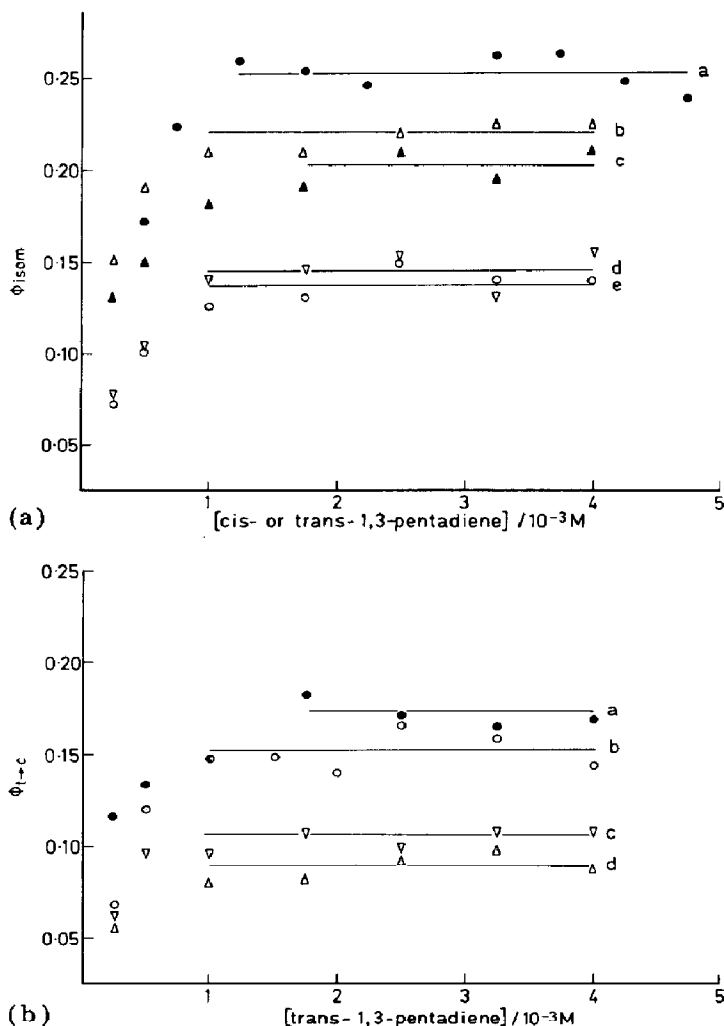 0·25
0·20
0·15
0·10
0·05
ϕisom
a
b
c
d
e
1 2 3 4 5
(a) [cis- or trans- 1,3-pentadiene] /10⁻³M
0·25
0·20
0·15
0·10
0·05
Φt→c
a
b
c
d
1 2 3 4 5
(b) [trans-1,3-pentadiene] /10⁻³M